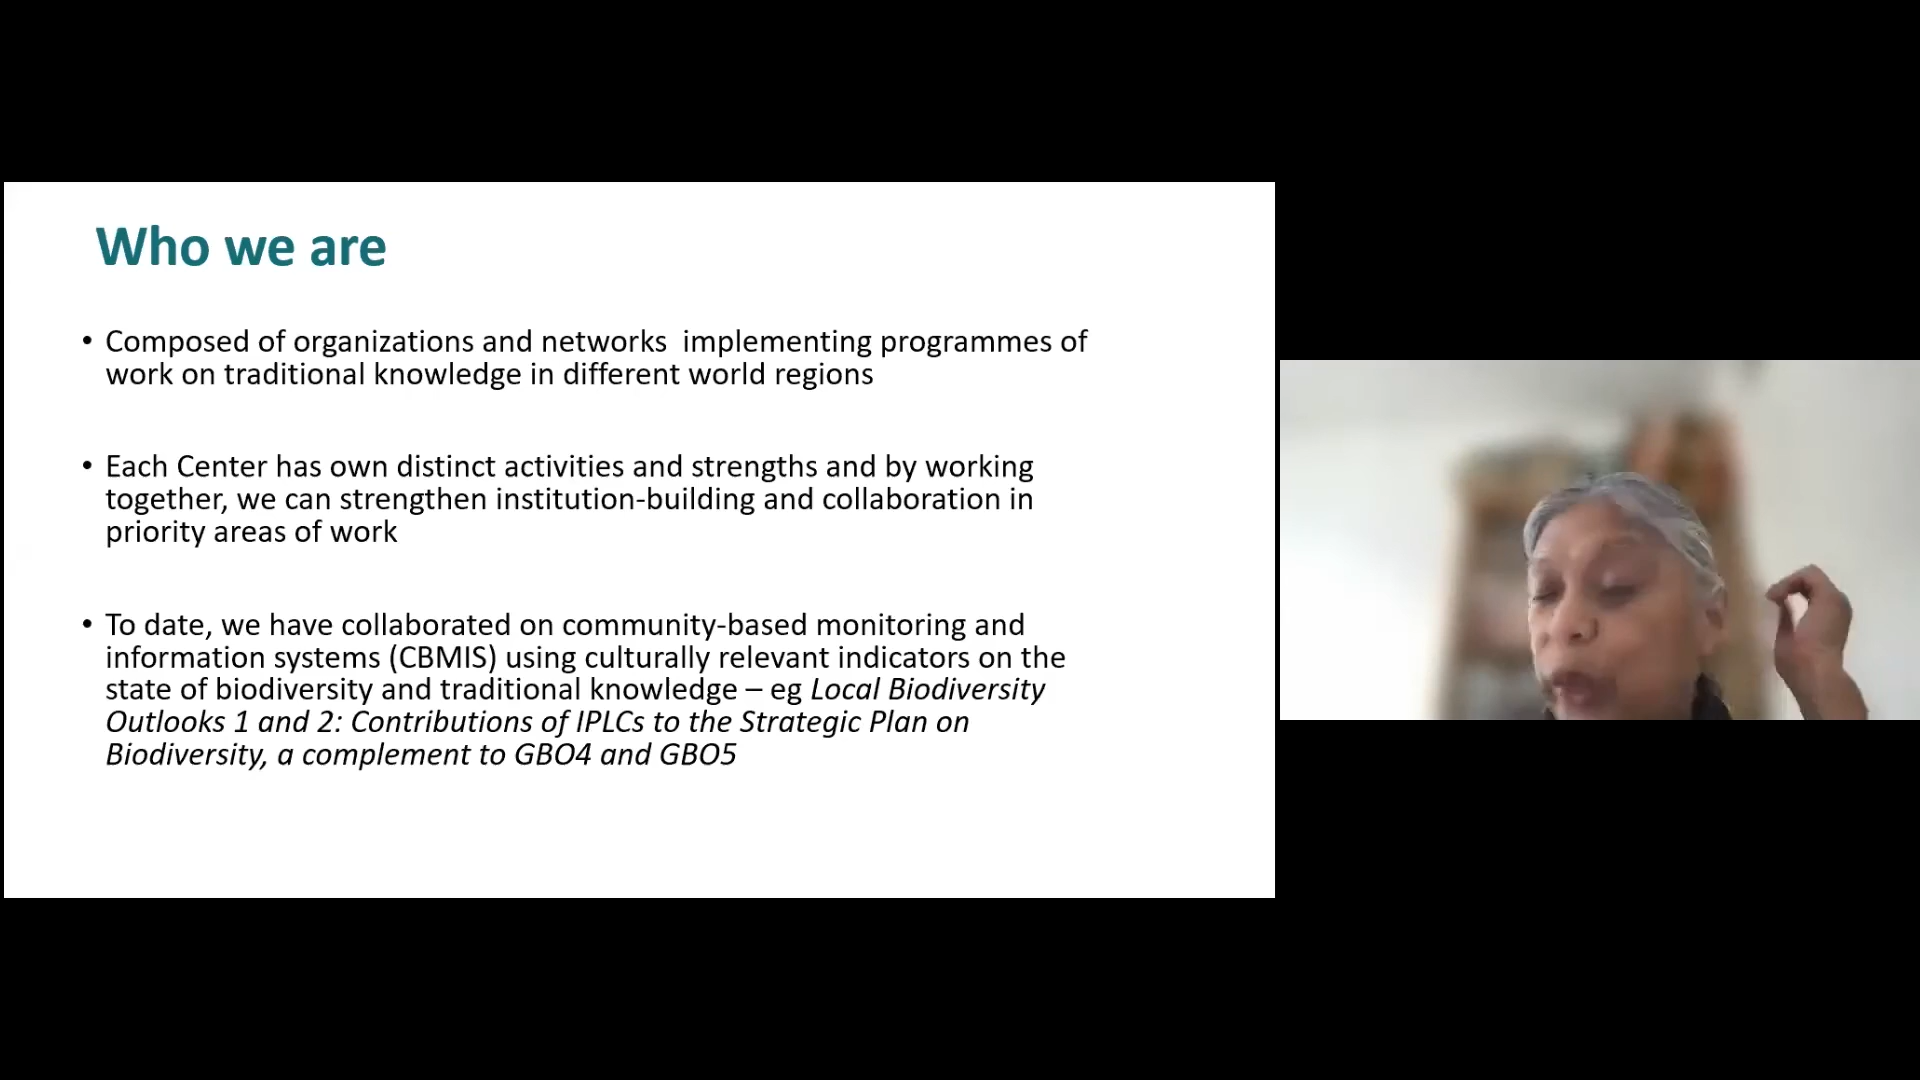 Who we are
• Composed of organizations and networks  implementing programmes of
work on traditional knowledge in different world regions
• Each Center has own distinct activities and strengths and by working
together, we can strengthen institution-building and collaboration in
priority areas of work
• To date, we have collaborated on community-based monitoring and
information systems (CBMIS) using culturally relevant indicators on the
state of biodiversity and traditional knowledge – eg Local Biodiversity
Outlooks 1 and 2: Contributions of IPLCs to the Strategic Plan on
Biodiversity, a complement to GBO4 and GBO5